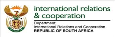 international relations
& cooperation
Department:
International Relations and Cooperation
REPUBLIC OF SOUTH AFRICA